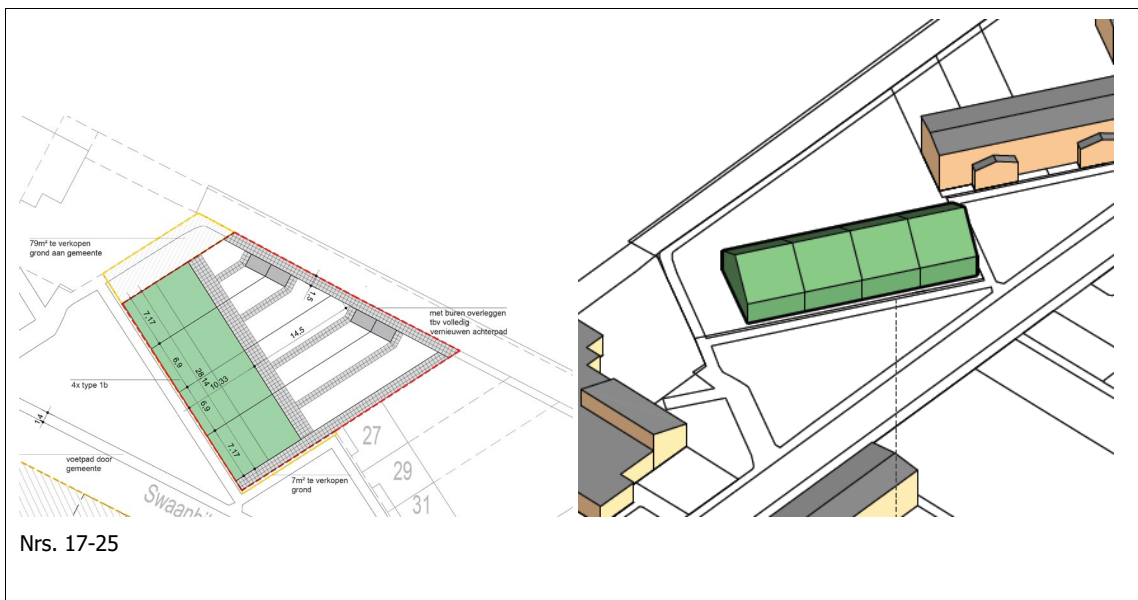 79m² te verkopen
grond aan gemeente
1.5
7.17
14.5
met buren overleggen
tbv volledig
vernieuwen achterpad
6.9
28.14
10.33
4x type 1b
6.9
1.4
7.17
27
voetpad door
gemeente
29
7m² te verkopen
grond
31
Nrs. 17-25